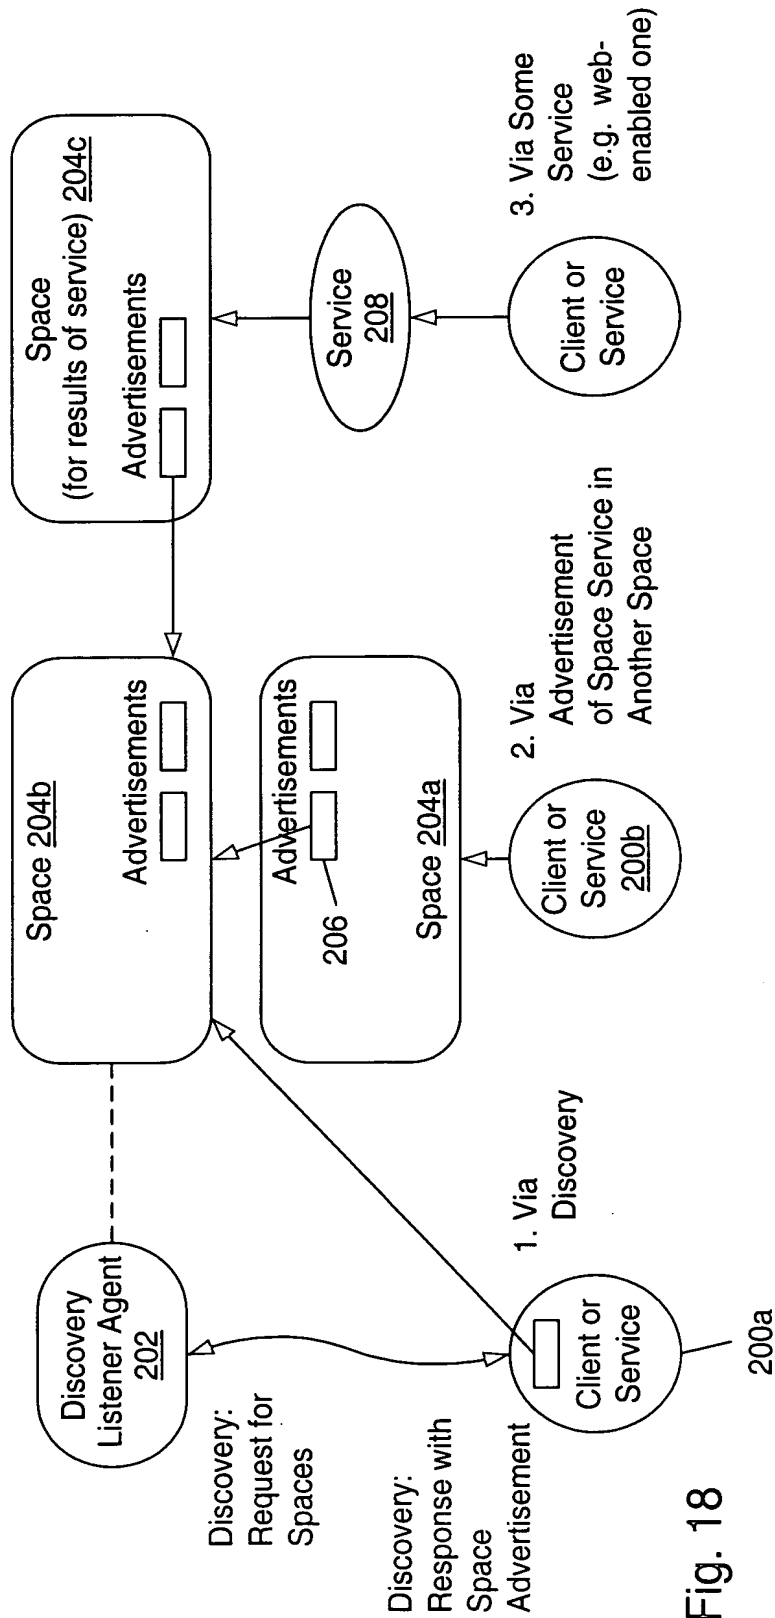 Discovery
Listener Agent
202
Space 204b
Advertisements
Space
(for results of service) 204c
Advertisements
Discovery:
Request for
Spaces
Advertisements
206
Space 204a
Service
208
Discovery:
Response with
Space
Advertisement
Client or
Service
200a
1. Via
Discovery
Client or
Service
200b
2. Via
Advertisement
of Space Service in
Another Space
Client or
Service
3. Via Some
Service
(e.g. web-
enabled one)
Fig. 18